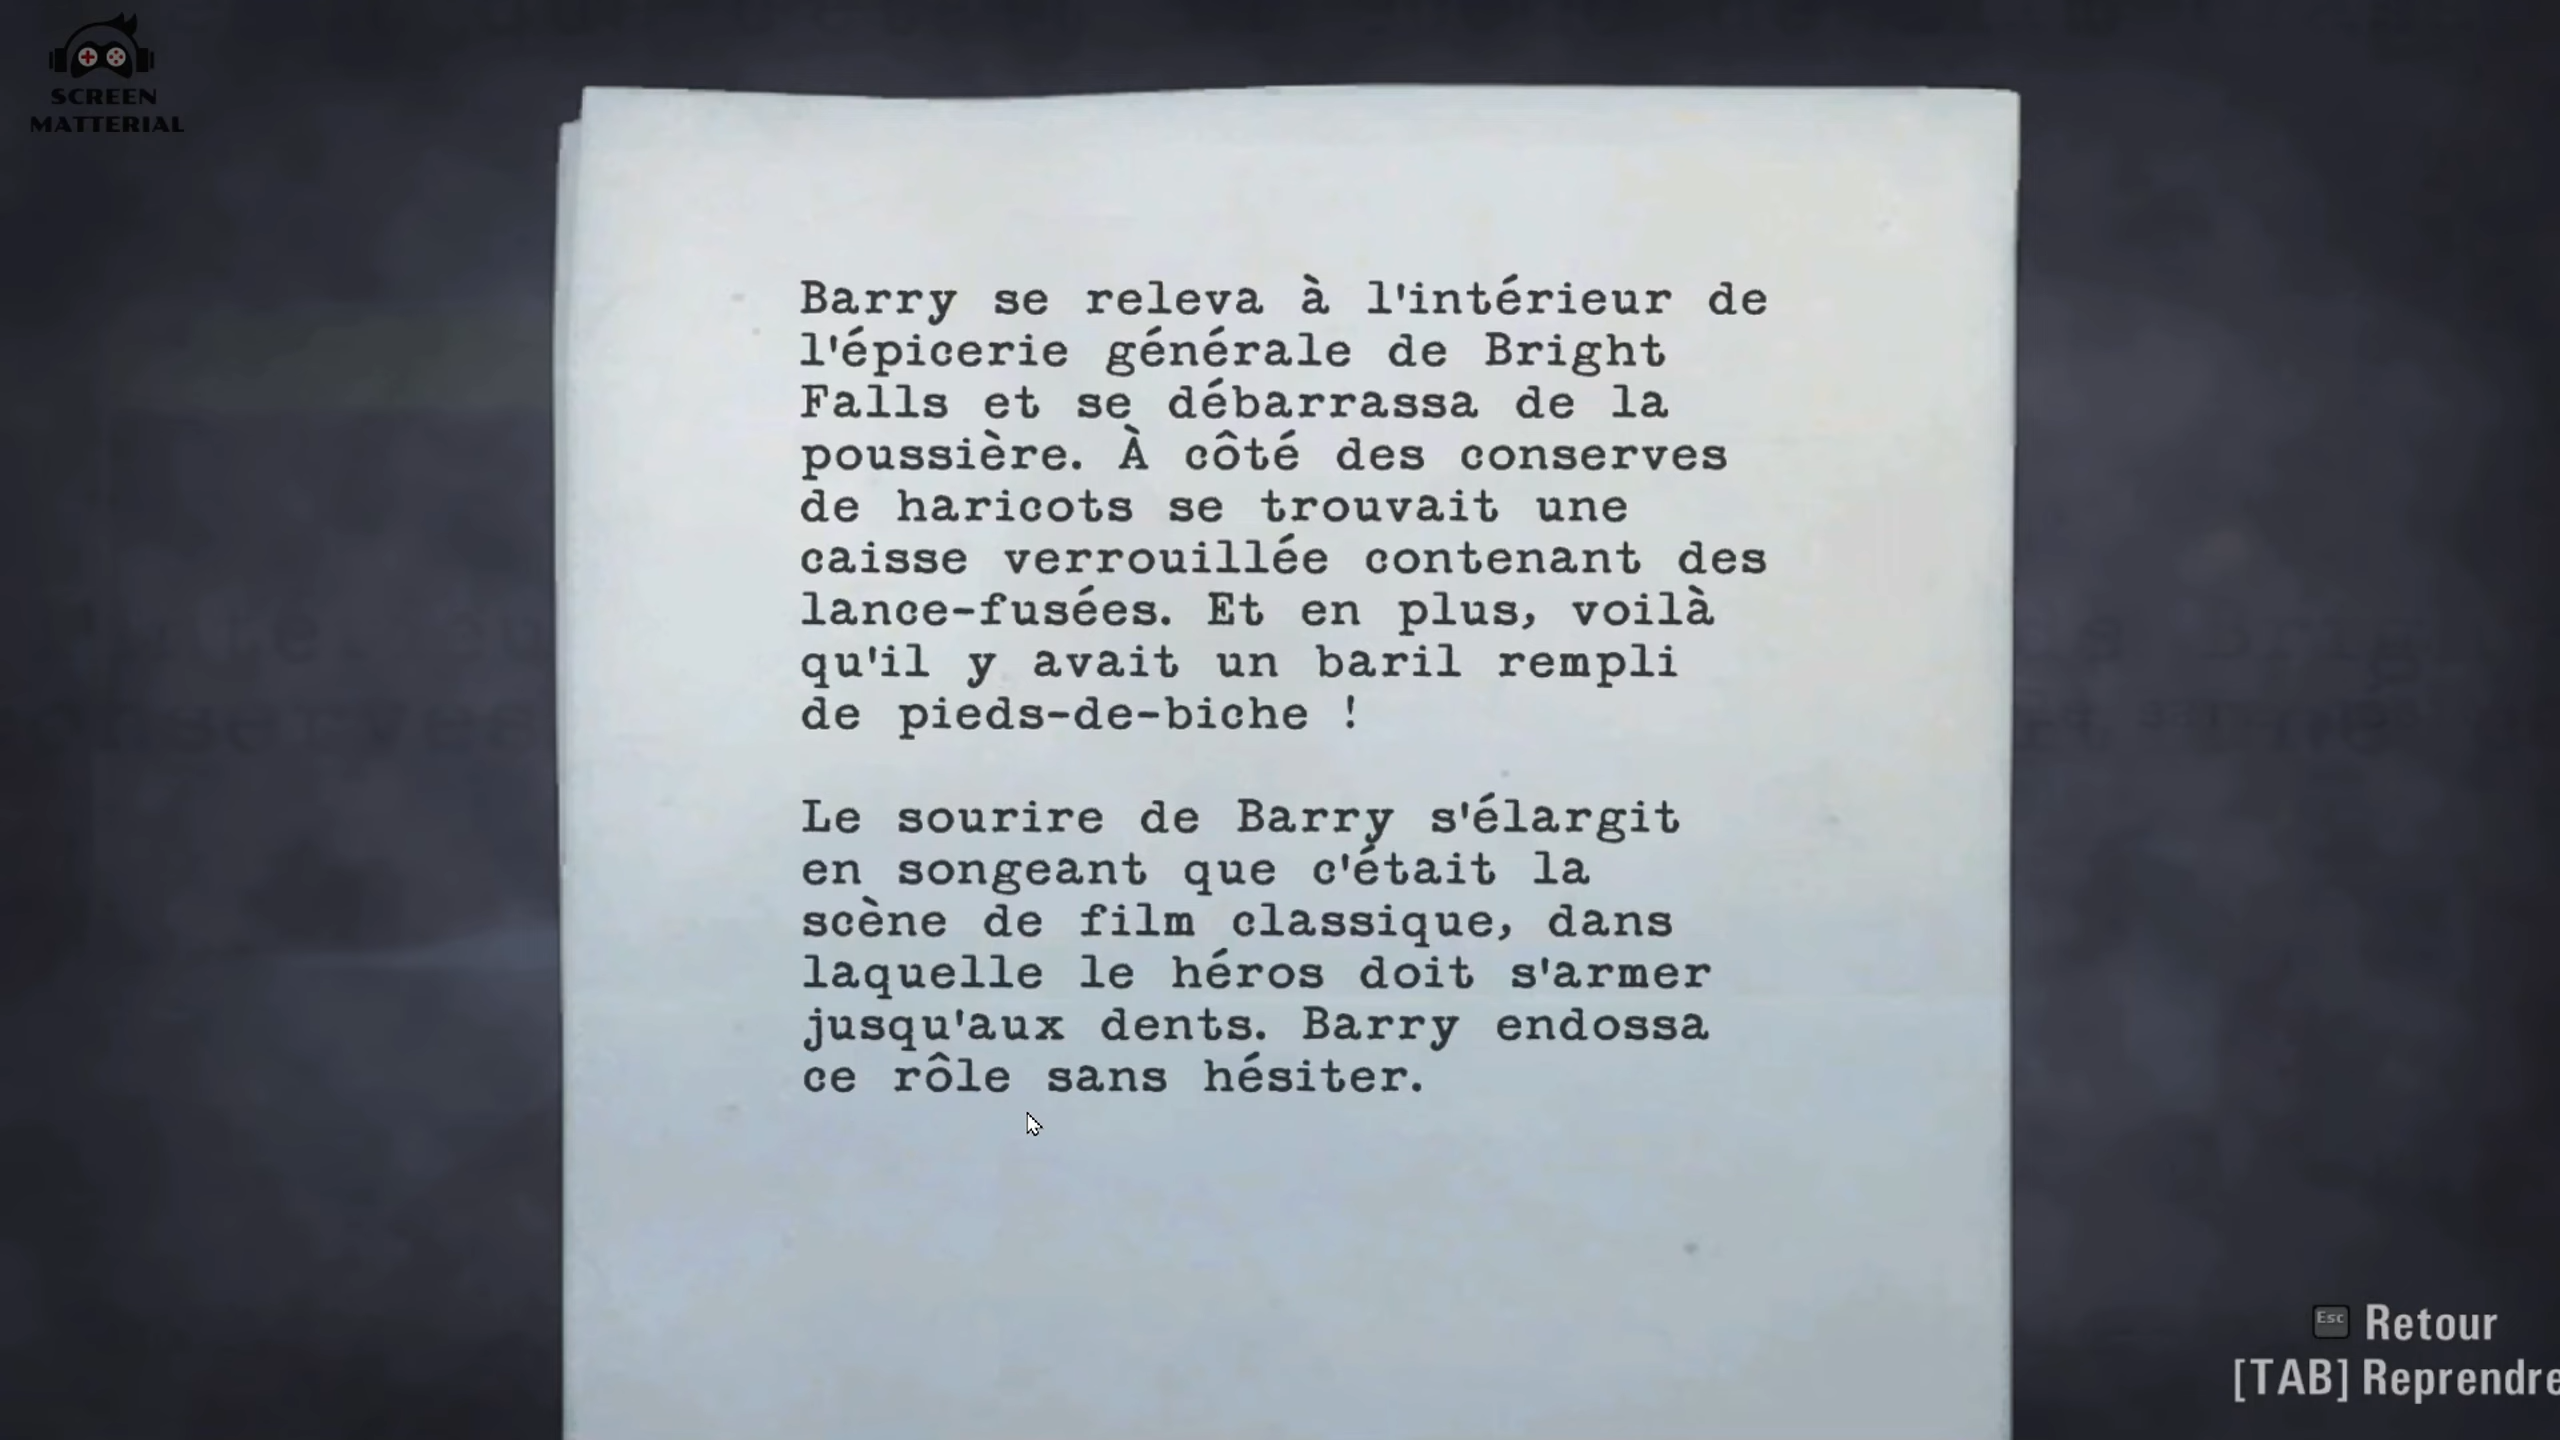 SCREEN
MATTERIAL
Barry se releva à l'intérieur de
l'épicerie générale de Bright
Falls et se débarrassa de la
poussière. À côté des conserves
de haricots se trouvait une
caisse verrouillée contenant des
lance-fusées. Et en plus, voilà
qu'il y avait un baril rempli
de pieds-de-biche !
Le sourire de Barry s'élargit
en songeant que c'était la
scène de film classique, dans
laquelle le héros doit s'armer
jusqu'aux dents. Barry endossa
ce rôle sans hésiter.
Esc Retour
[TAB] Reprendre